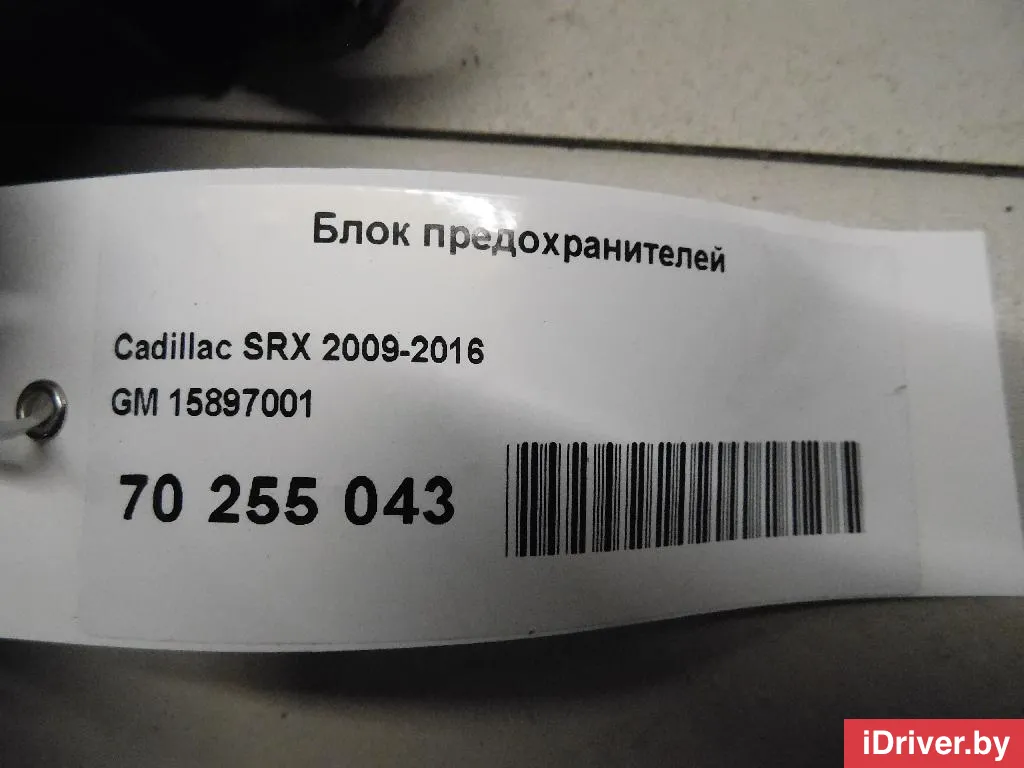 Блок предохранителей
Cadillac SRX 2009-2016
GM 15897001
70 255 043
iDriver.by